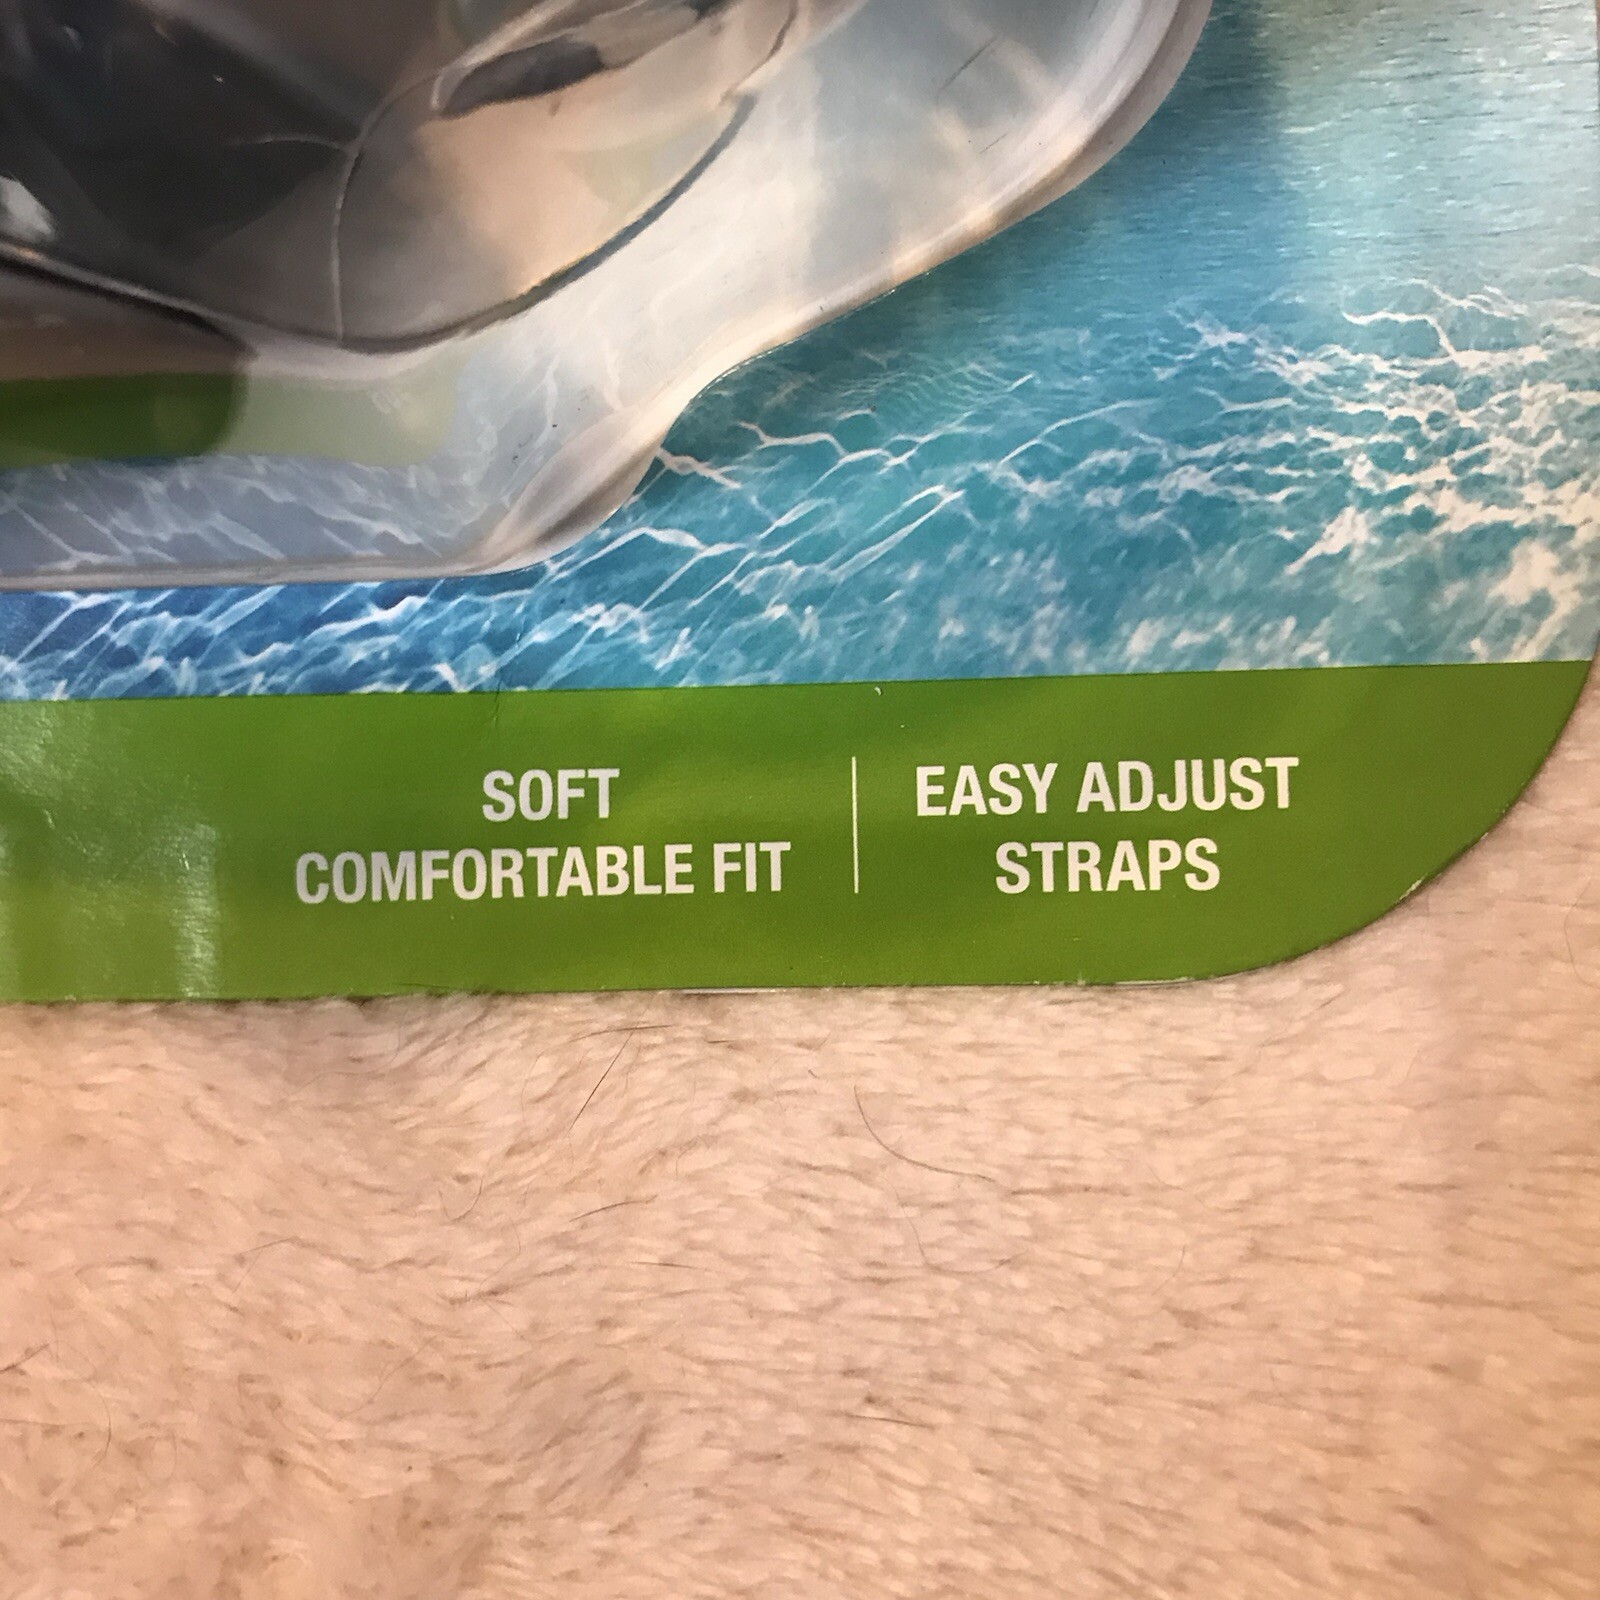 SOFT
COMFORTABLE FIT
EASY ADJUST
STRAPS